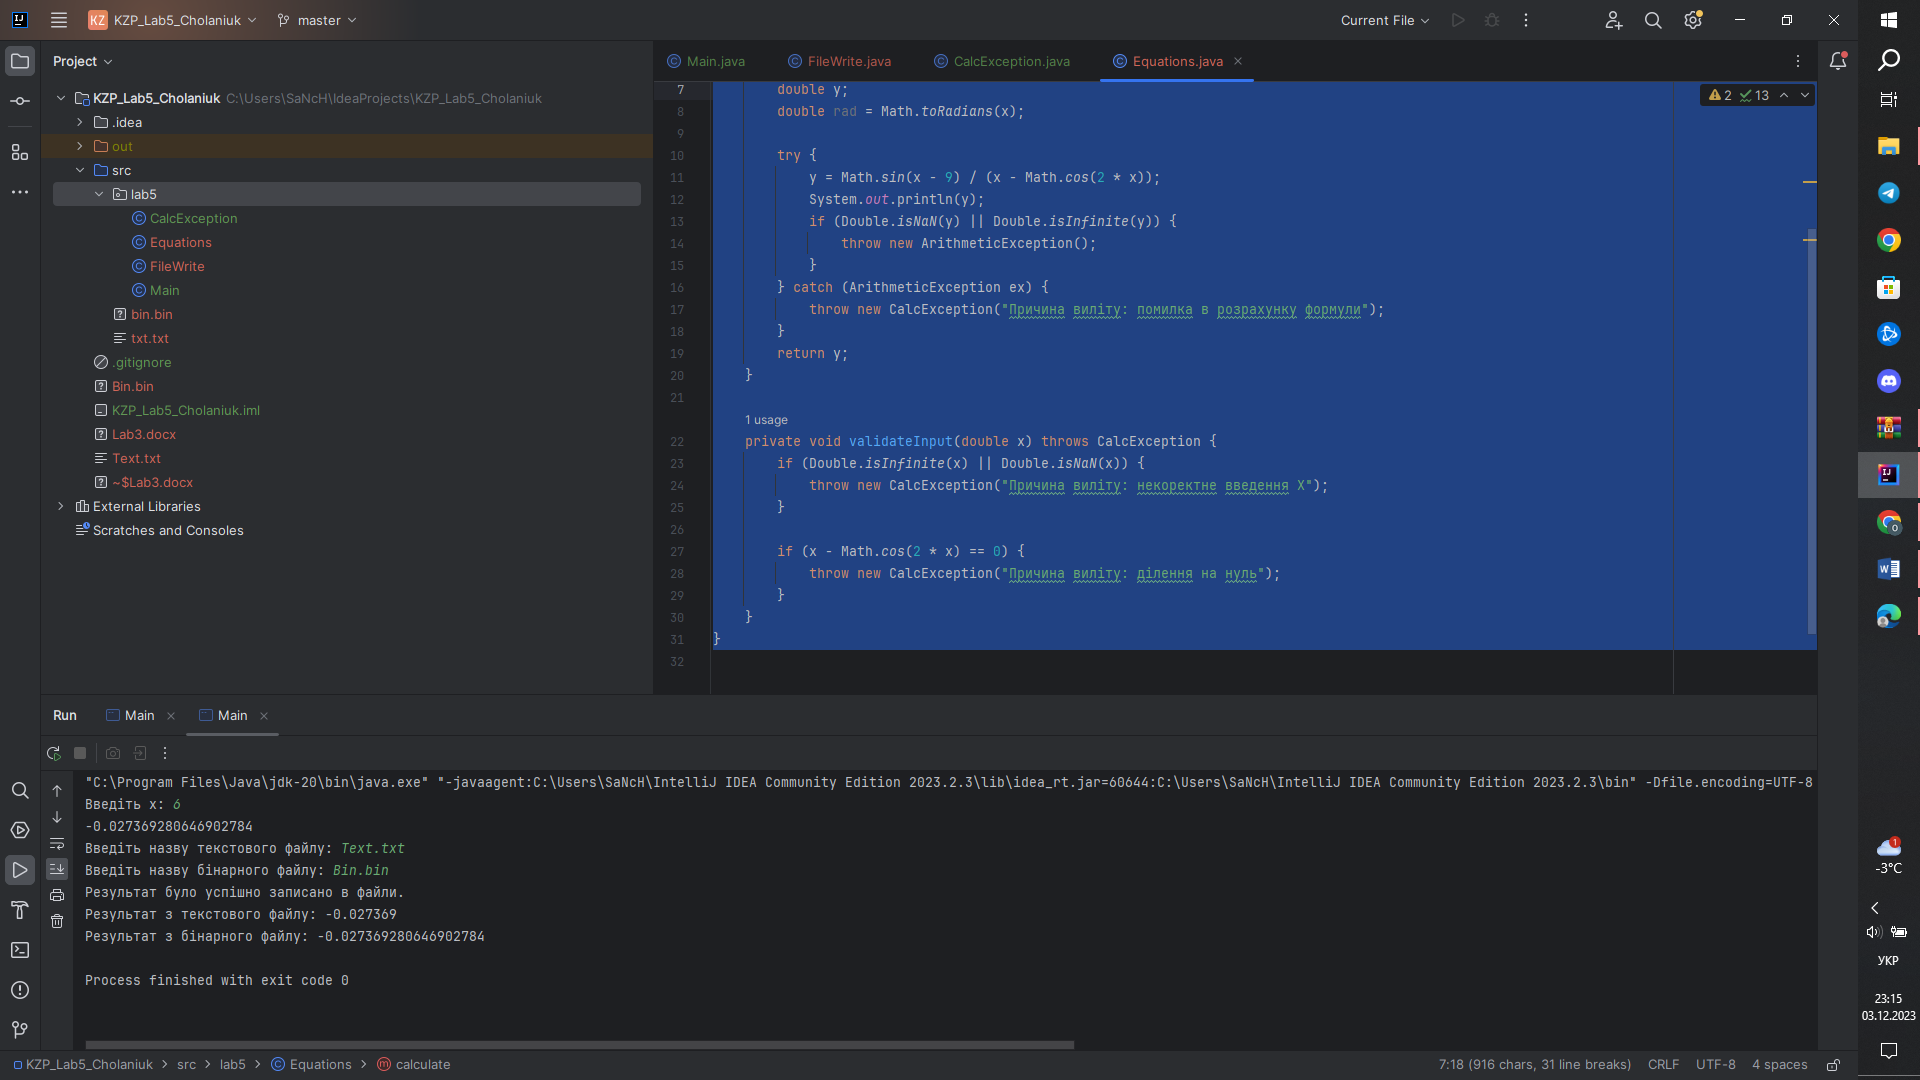 KZ KZP_Lab5_Cholaniuk master Current File
Project
Main.java FileWrite.java CalcException.java Equations.java
KZP_Lab5_Cholaniuk C:\Users\SaNcH\IdeaProjects\KZP_Lab5_Cholaniuk
.idea
out
src
lab5
CalcException
Equations
FileWrite
Main
bin.bin
txt.txt
.gitignore
Bin.bin
KZP_Lab5_Cholaniuk.iml
Lab3.docx
Text.txt
~$Lab3.docx
External Libraries
Scratches and Consoles
2 13
7 double y;
8 double rad = Math.toRadians(x);
9
10 try {
11 y = Math.sin(x - 9) / (x - Math.cos(2 * x));
12 System.out.println(y);
13 if (Double.isNaN(y) || Double.isInfinite(y)) {
14 throw new ArithmeticException();
15 }
16 } catch (ArithmeticException ex) {
17 throw new CalcException("Причина виліту: помилка в розрахунку формули");
18 }
19 return y;
20 }
21
1 usage
22 private void validateInput(double x) throws CalcException {
23 if (Double.isInfinite(x) || Double.isNaN(x)) {
24 throw new CalcException("Причина виліту: некоректне введення X");
25 }
26
27 if (x - Math.cos(2 * x) == 0) {
28 throw new CalcException("Причина виліту: ділення на нуль");
29 }
30 }
31 }
32
Run Main Main
"C:\Program Files\Java\jdk-20\bin\java.exe" "-javaagent:C:\Users\SaNcH\IntelliJ IDEA Community Edition 2023.2.3\lib\idea_rt.jar=60644:C:\Users\SaNcH\IntelliJ IDEA Community Edition 2023.2.3\bin" -Dfile.encoding=UTF-8
Введіть x: 6
-0.027369280646902784
Введіть назву текстового файлу: Text.txt
Введіть назву бінарного файлу: Bin.bin
Результат було успішно записано в файли.
Результат з текстового файлу: -0.027369
Результат з бінарного файлу: -0.027369280646902784
Process finished with exit code 0
KZP_Lab5_Cholaniuk src lab5 Equations calculate
7:18 (916 chars, 31 line breaks) CRLF UTF-8 4 spaces
1
-3°C
УКР
23:15
03.12.2023